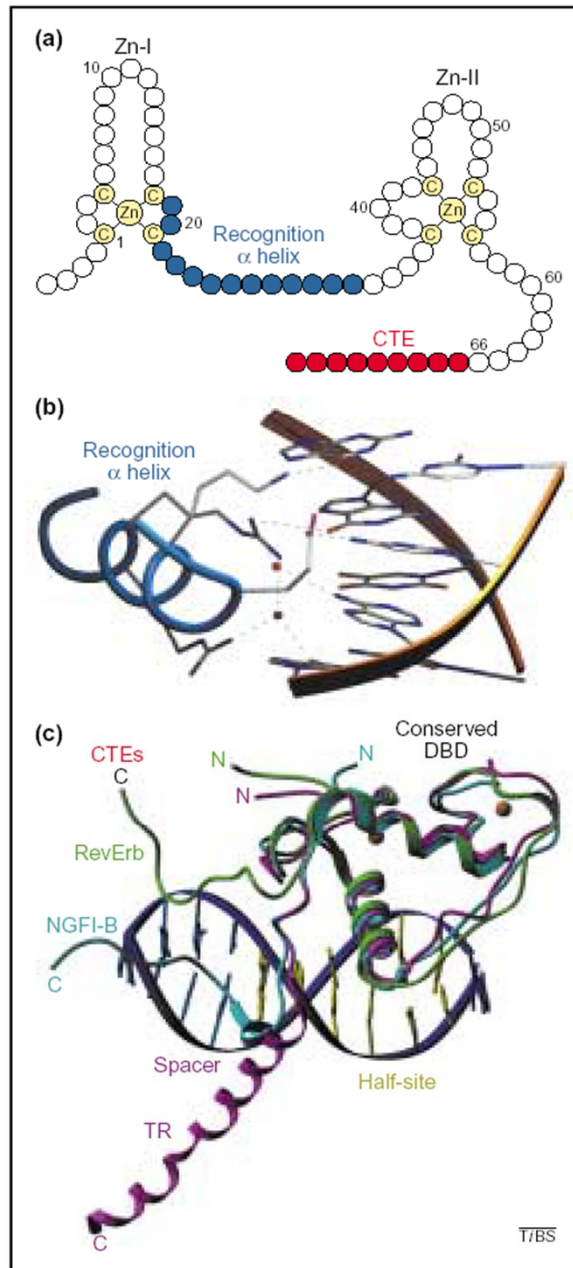 (a)
Zn-I
Zn-II
10
50
C C
Zn
C C
1
20
40
C C
Zn
C C
Recognition
α helix
60
CTE
66
(b)
Recognition
α helix
(c)
CTEs
C
N
N
N
Conserved
DBD
RevErb
NGFI-B
C
Spacer
Half-site
TR
C
TiBS